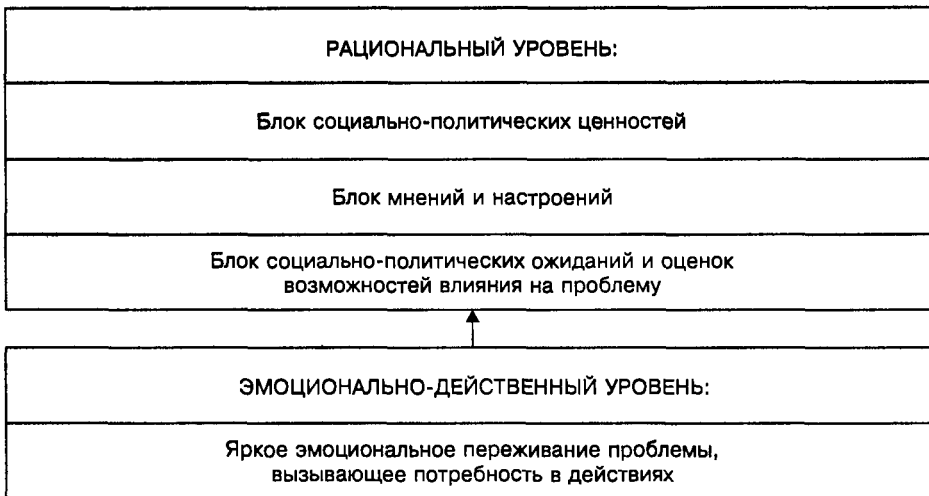 РАЦИОНАЛЬНЫЙ УРОВЕНЬ:
Блок социально-политических ценностей
Блок мнений и настроений
Блок социально-политических ожиданий и оценок
возможностей влияния на проблему
ЭМОЦИОНАЛЬНО-ДЕЙСТВЕННЫЙ УРОВЕНЬ:
Яркое эмоциональное переживание проблемы,
вызывающее потребность в действиях